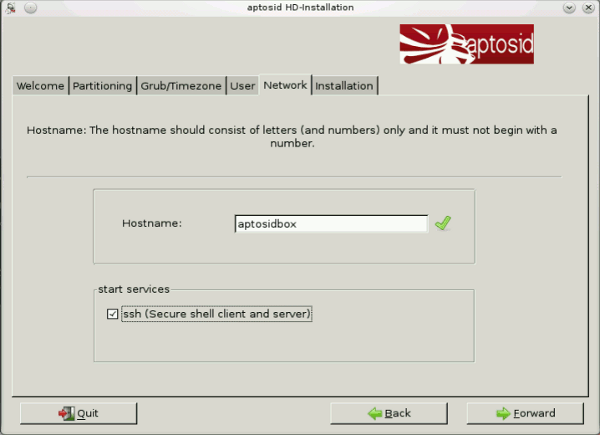 aptosid HD-Installation
aptosid
Welcome Partitioning Grub/Timezone User Network Installation
Hostname: The hostname should consist of letters (and numbers) only and it must not begin with a
number.
Hostname: aptosidbox
start services
ssh (Secure shell client and server)
Quit Back Forward